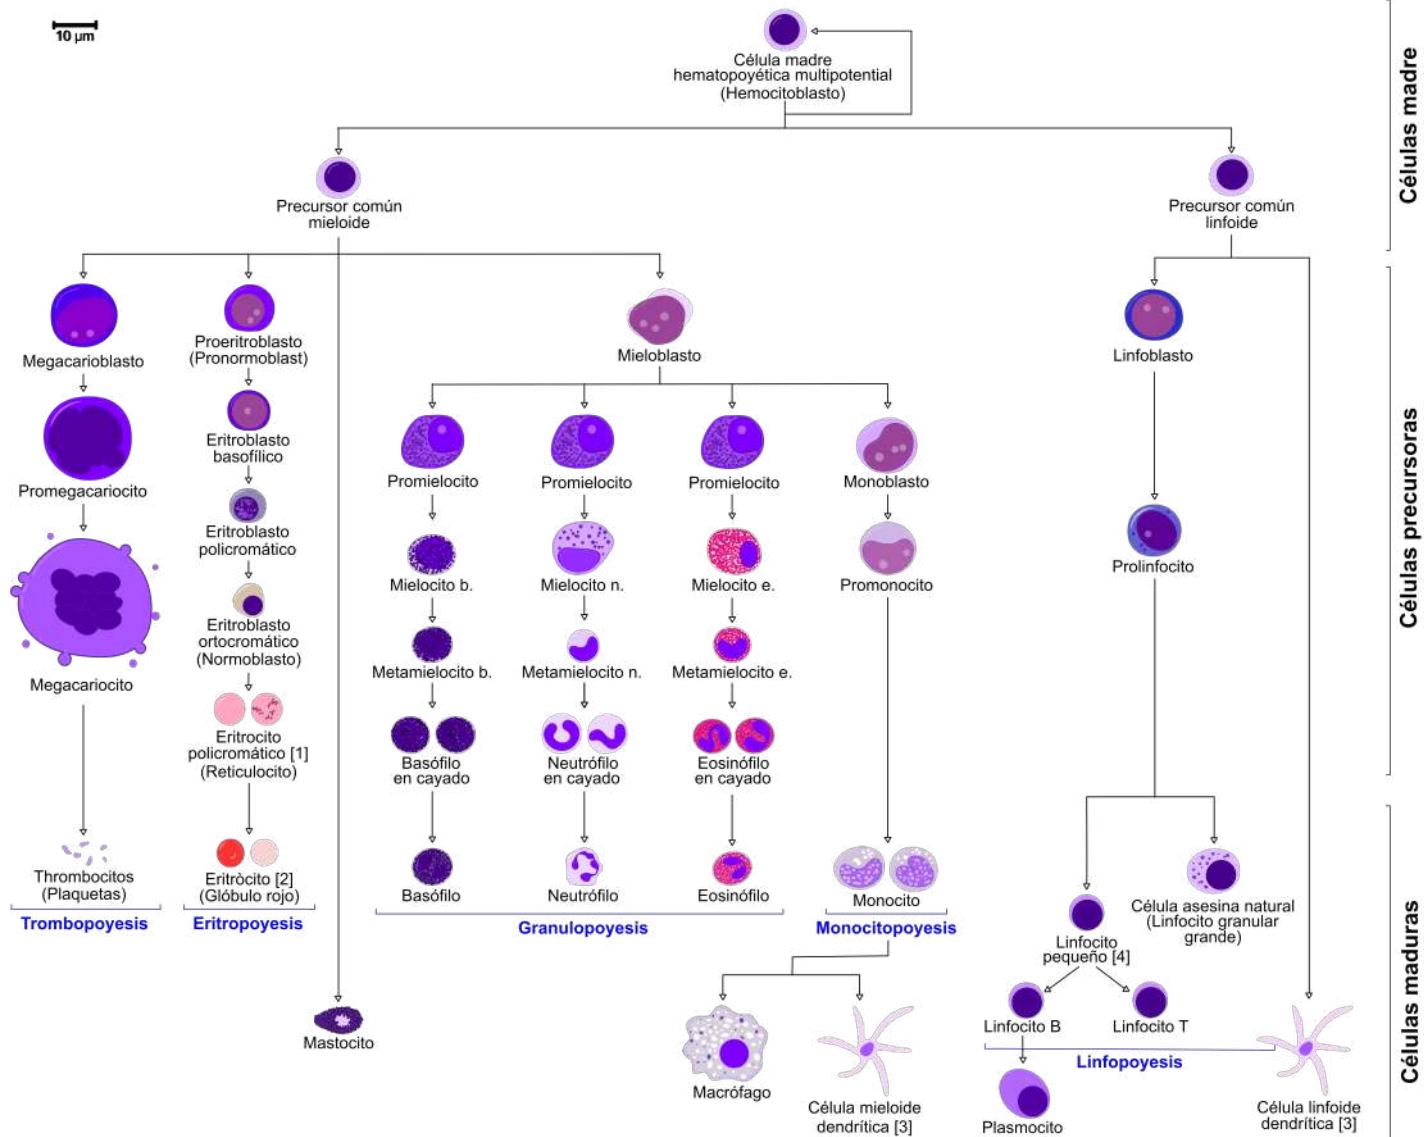 10 µm
Célula madre
hematopoyética multipotential
(Hemocitoblasto)
Células madre
Precursor común
mieloide
Precursor común
linfoide
Megacarioblasto
Proeritroblasto
(Pronormoblast)
Mieloblasto
Linfoblasto
Células precursoras
Promegacariocito
Eritroblasto
basofílico
Promielocito
Promielocito
Promielocito
Monoblasto
Eritroblasto
policromático
Mielocito b.
Mielocito n.
Mielocito e.
Promonocito
Prolinfocito
Megacariocito
Eritroblasto
ortocromático
(Normoblasto)
Metamielocito b.
Metamielocito n.
Metamielocito e.
Eritrocito
policromático [1]
(Reticulocito)
Basófilo
en cayado
Neutrófilo
en cayado
Eosinófilo
en cayado
Thrombocitos
(Plaquetas)
Eritròcito [2]
(Glóbulo rojo)
Basófilo
Neutrófilo
Eosinófilo
Monocito
Célula asesina natural
(Linfocito granular
grande)
Células maduras
Trombopoyesis
Eritropoyesis
Granulopoyesis
Monocitopoyesis
Linfocito
pequeño [4]
Linfocito B
Linfocito T
Mastocito
Linfopoyesis
Macrófago
Célula mieloide
dendrítica [3]
Plasmocito
Célula linfoide
dendrítica [3]